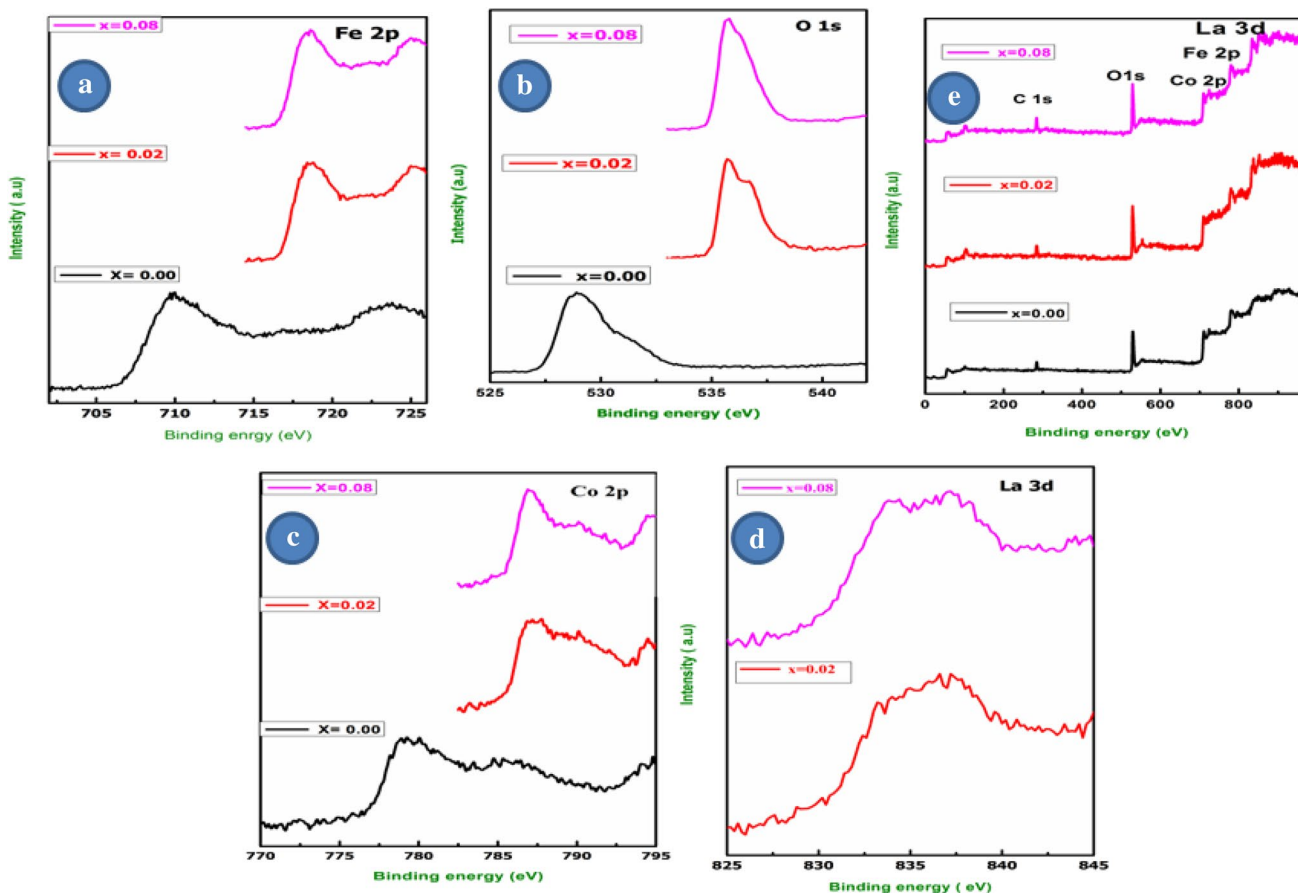 x=0.08
Fe 2p
a
x= 0.02
X= 0.00
Intensity ( a.u)
705 710 715 720 725
Binding enrgy (eV)
O 1s
x=0.08
b
x=0.02
x=0.00
Intensity (a.u)
525 530 535 540
Binding energy (eV)
La 3d
x=0.08
Fe 2p
e
C 1s
O1s
Co 2p
x=0.02
x=0.00
Intensity (a.u)
0 200 400 600 800
Binding energy (eV)
X=0.08
Co 2p
c
X=0.02
X= 0.00
770 775 780 785 790 795
Binding energy (eV)
x=0.08
La 3d
d
x=0.02
Intensity ( a.u)
825 830 835 840 845
Binding energy ( eV)